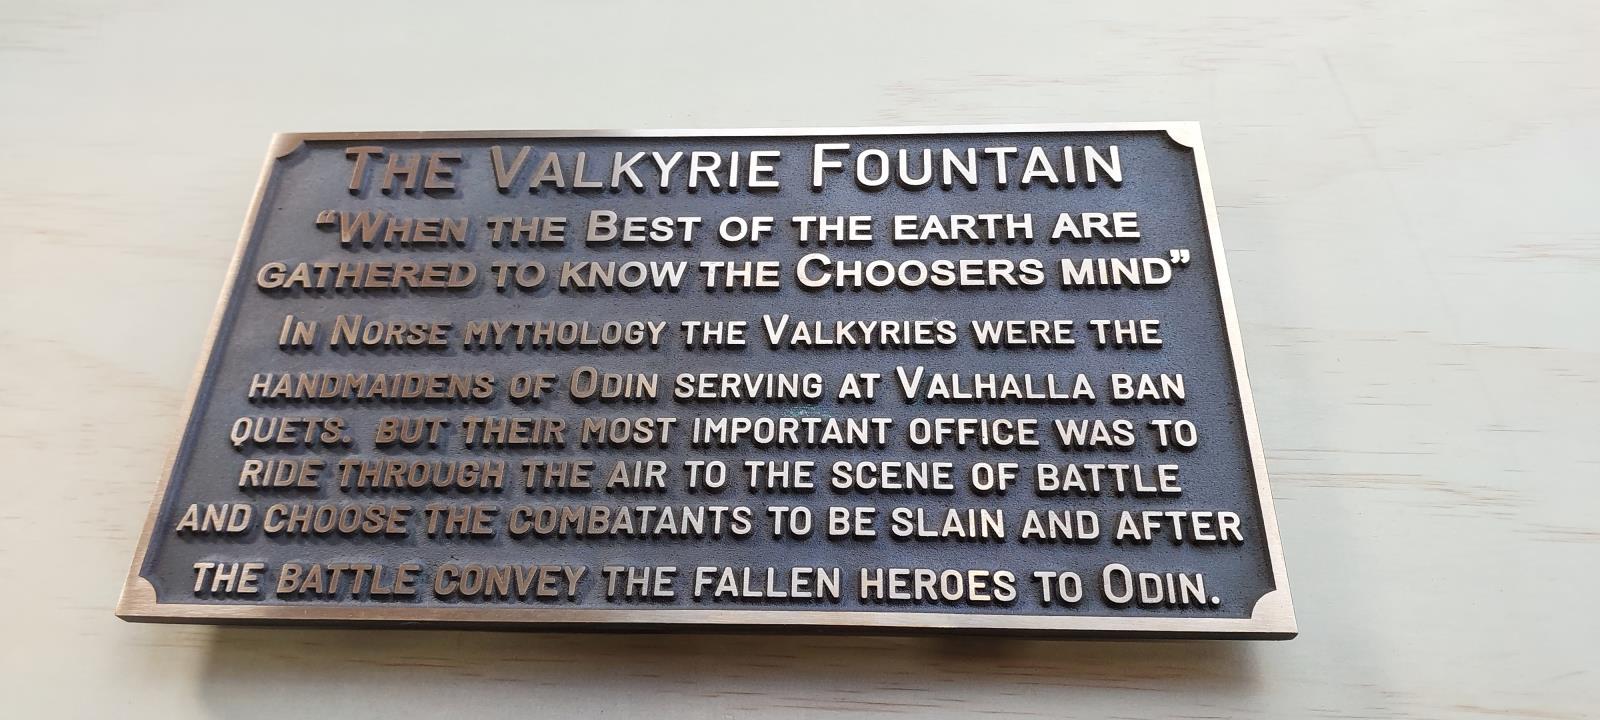 The Valkyrie Fountain
“When the Best of the earth are
gathered to know the Choosers mind”
In Norse mythology the Valkyries were the
handmaidens of Odin serving at Valhalla ban
quets. but their most important office was to
ride through the air to the scene of battle
and choose the combatants to be slain and after
the battle convey the fallen heroes to Odin.